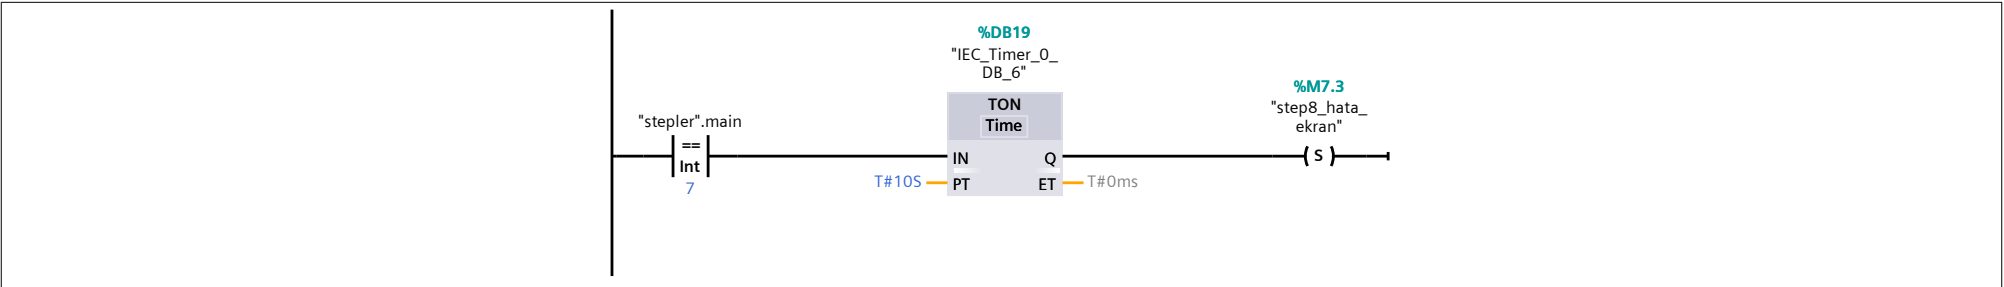 %DB19
"IEC_Timer_0_
DB_6"
%M7.3
"step8_hata_
ekran"
"stepler".main
==
Int
7
TON
Time
IN
Q
T#10S
PT
ET
T#0ms
S